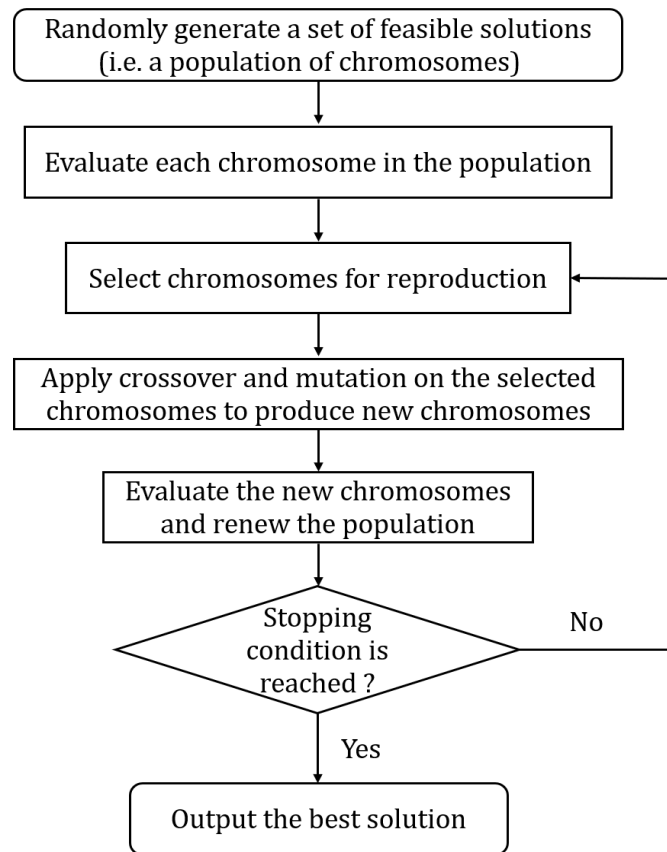 Randomly generate a set of feasible solutions
(i.e. a population of chromosomes)
Evaluate each chromosome in the population
Select chromosomes for reproduction
Apply crossover and mutation on the selected
chromosomes to produce new chromosomes
Evaluate the new chromosomes
and renew the population
Stopping
condition is
reached ?
No
Yes
Output the best solution